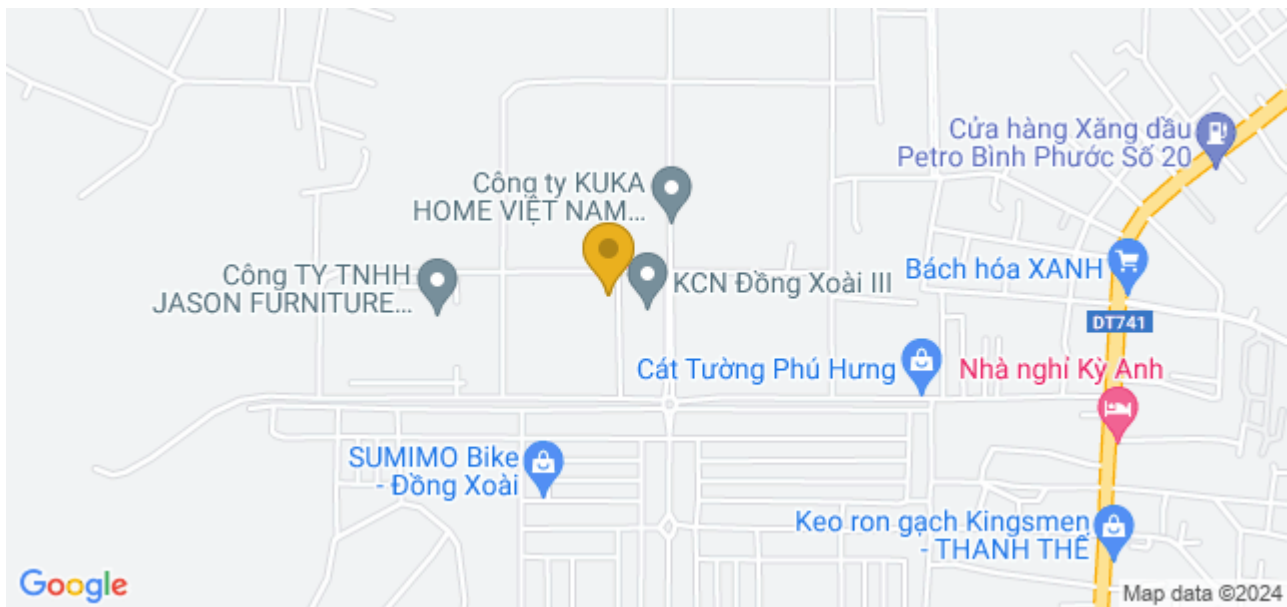 Cửa hàng Xăng dầu
Petro Bình Phước Số 20
Công ty KUKA
HOME VIỆT NAM...
Công TY TNHH
JASON FURNITURE...
KCN Đồng Xoài III
Bách hóa XANH
DT741
Cát Tường Phú Hưng
Nhà nghỉ Kỳ Anh
SUMIMO Bike
- Đồng Xoài
Keo ron gạch Kingsmen
- THANH THẾ
Google
Map data ©2024